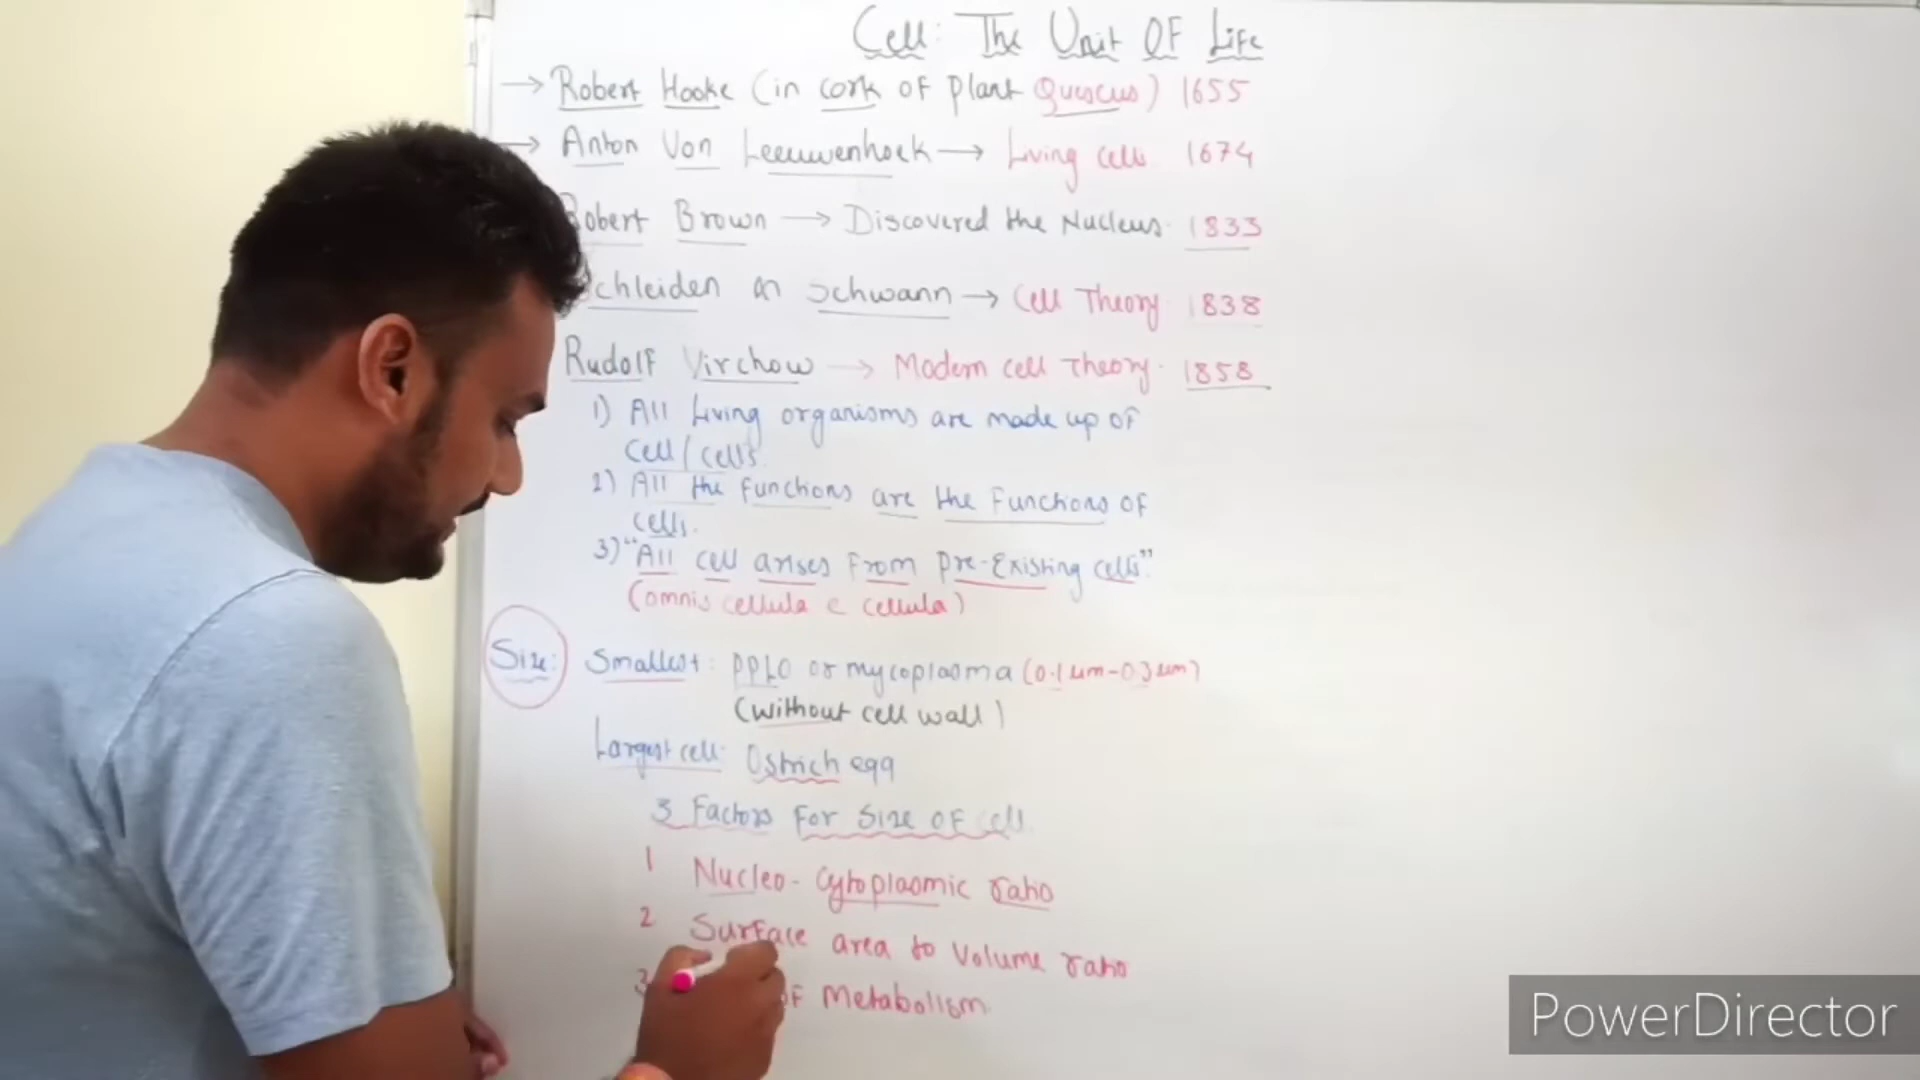 Cell: The Unit OF Life
→ Robert Hooke (in cork OF plant Quescus) 1655
→ Anton Von Leeuwenhoek → Living cells 1674
Robert Brown → Discovered the Nucleus. 1833
Schleiden an Schwann → Cell Theory 1838
Rudolf Virchow → Modern cell Theory. 1858
1) All Living organisms are made up OF
Cell / cells.
2) All the Functions are the Functions OF
cells.
3) "All cell arises From Pre-Existing cells"
(omnis cellula e cellula)
Size: Smallest: PPLO or mycoplasma (0.1 um-0.3 um)
(Without cell wall)
Largest cell: Ostrich egg
3 Factors For Size OF Cell
1 Nucleo-Cytoplasmic ratio
2 Surface area to Volume ratio
3 OF Metabolism.
PowerDirector